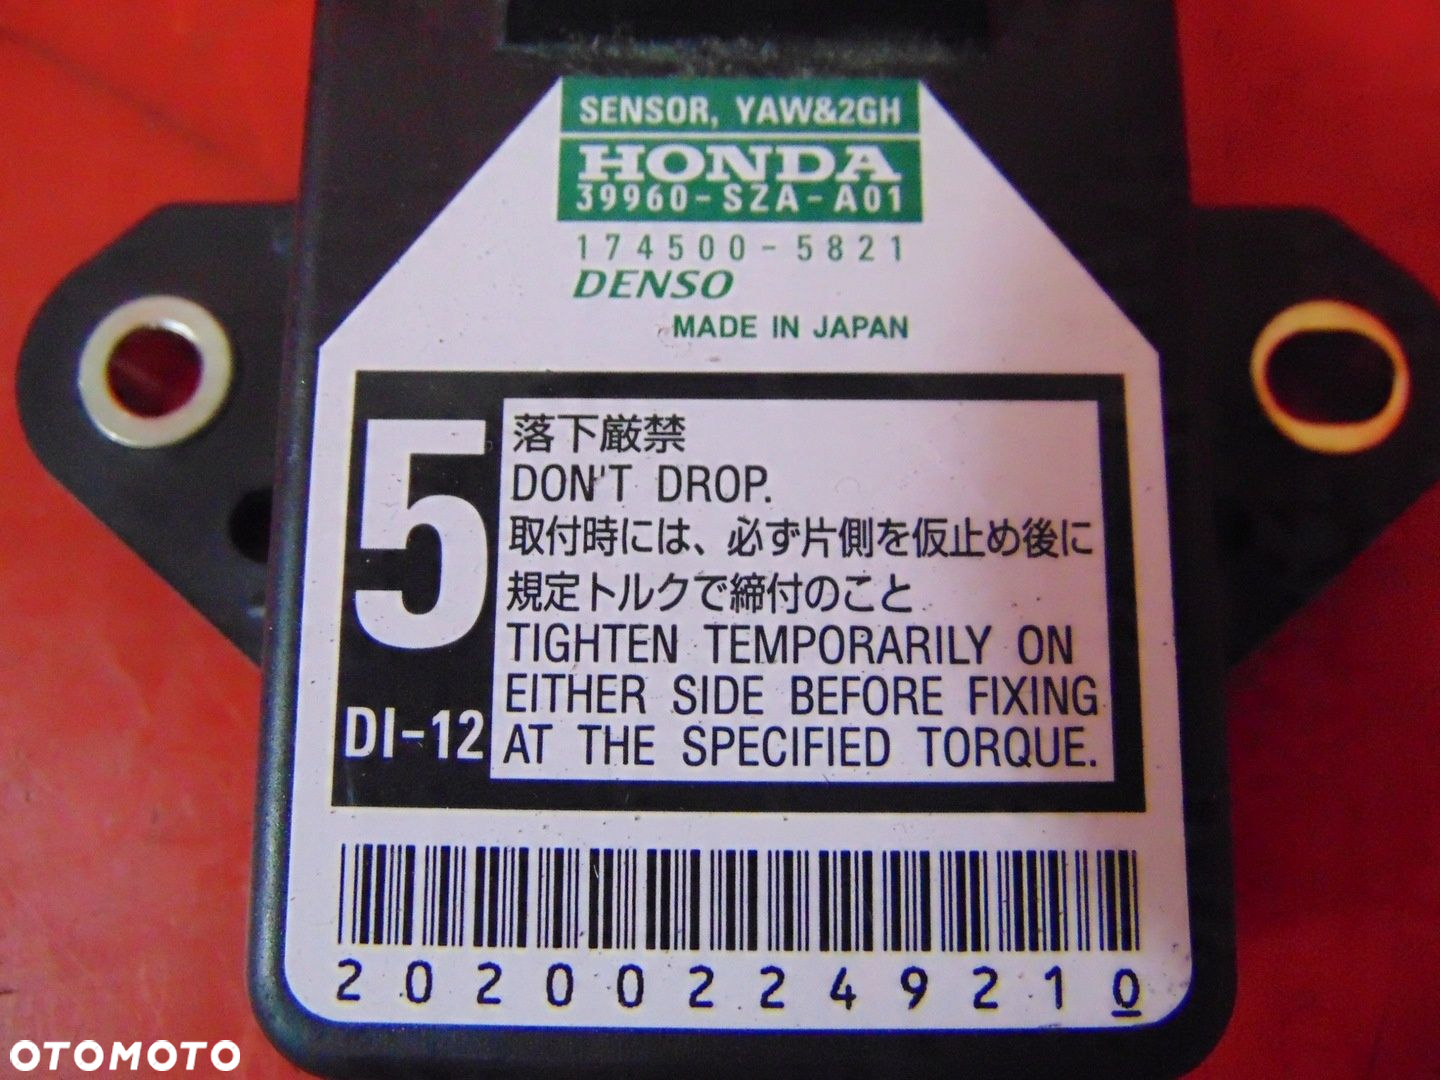 SENSOR, YAW&2GH
HONDA
39960-SZA-A01
174500-5821
DENSO
MADE IN JAPAN
5
DI-12
落下厳禁
DON'T DROP.
取付時には、必ず片側を仮止め後に
規定トルクで締付のこと
TIGHTEN TEMPORARILY ON
EITHER SIDE BEFORE FIXING
AT THE SPECIFIED TORQUE.
202002249210
OTOMOTO